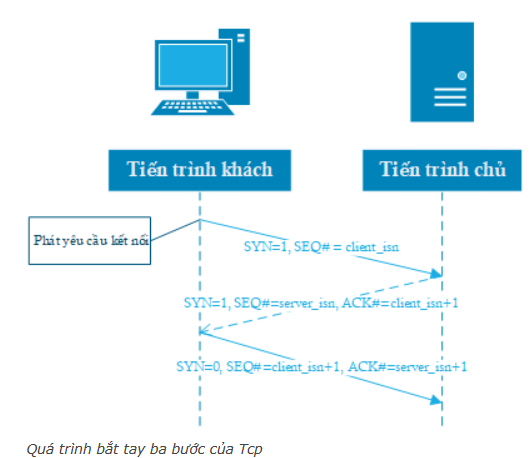 Tiến trình khách
Tiến trình chủ
Phát yêu cầu kết nối
SYN=1, SEQ# = client_isn
SYN=1, SEQ#=server_isn, ACK#=client_isn+1
SYN=0, SEQ#=client_isn+1, ACK#=server_isn+1
Quá trình bắt tay ba bước của Tcp